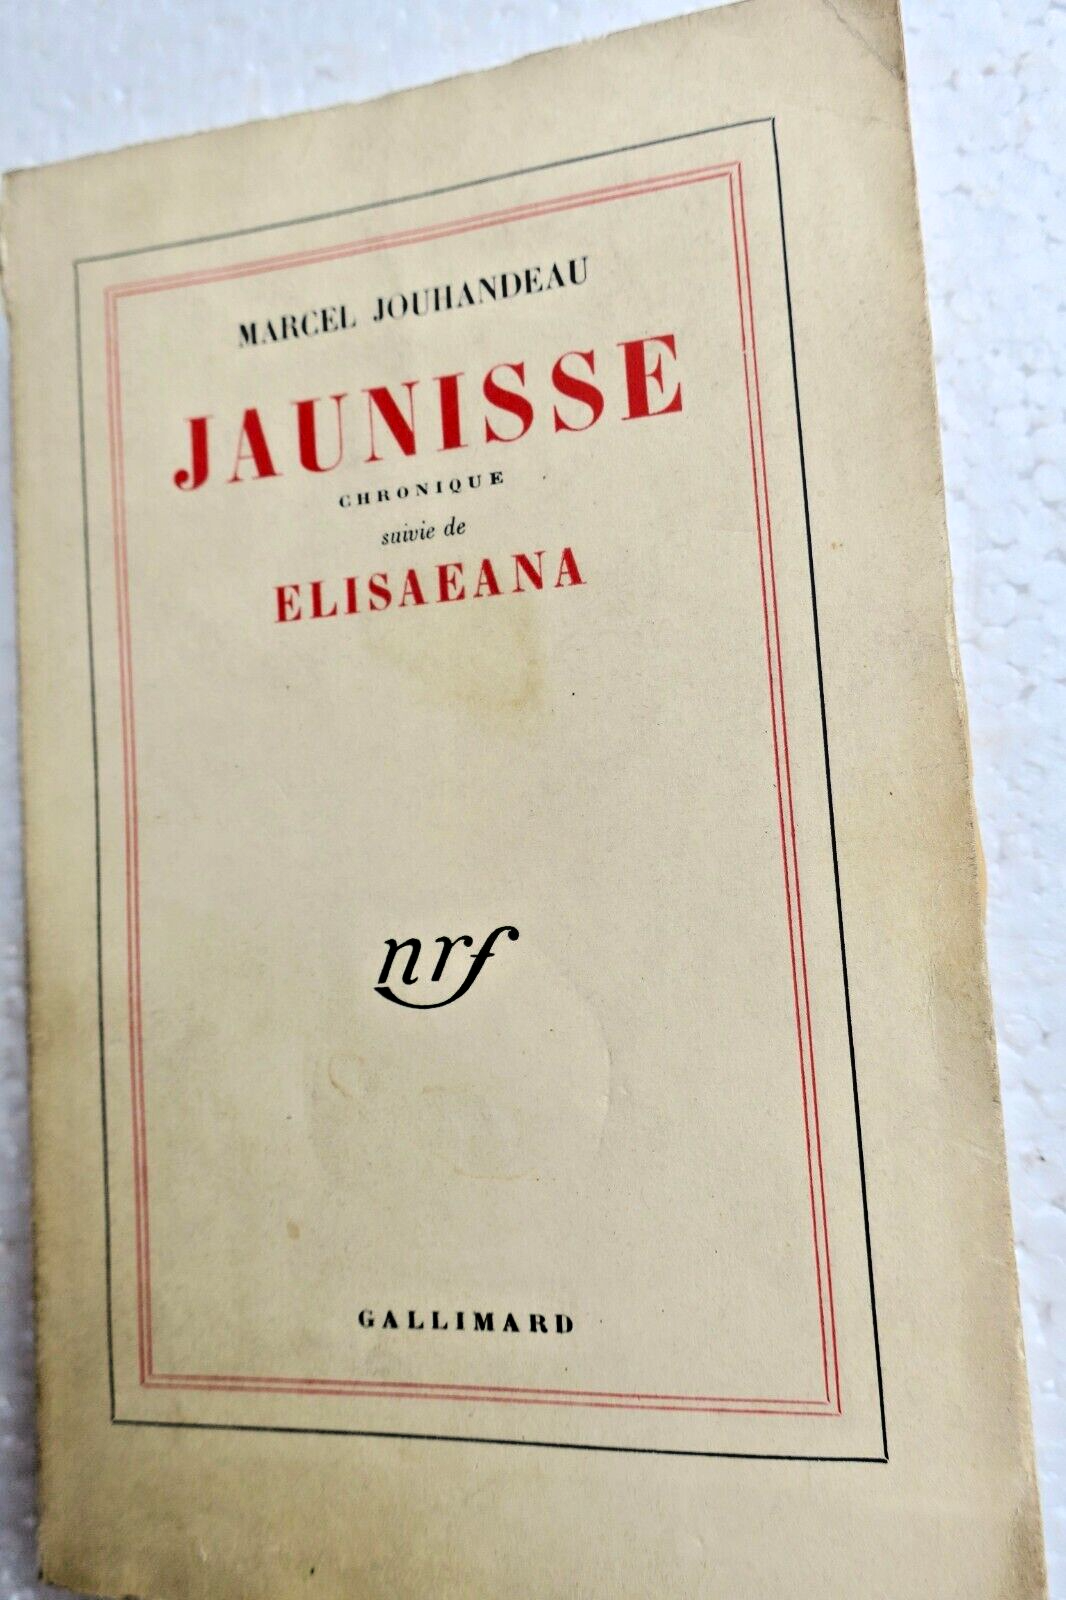 MARCEL JOUHANDEAU
JAUNISSE
CHRONIQUE
suivie de
ELISAEANA
nrf
GALLIMARD